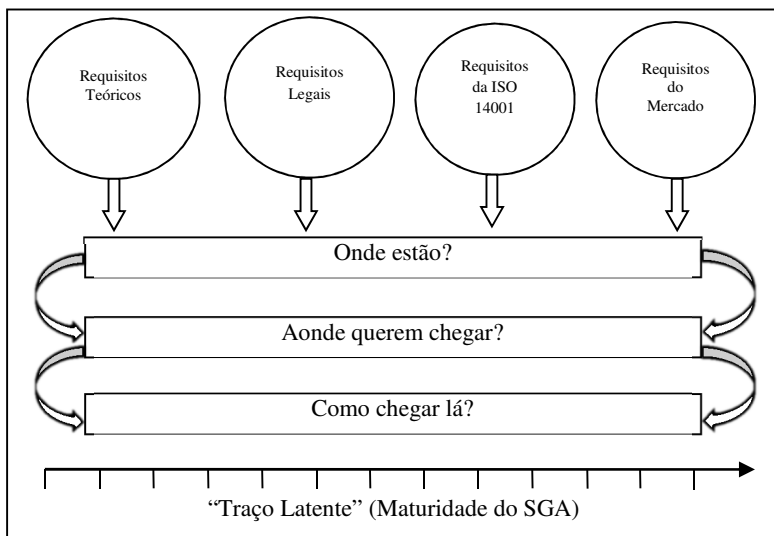 Requisitos
Teóricos
Requisitos
Legais
Requisitos
da ISO
14001
Requisitos
do
Mercado
Onde estão?
Aonde querem chegar?
Como chegar lá?
“Traço Latente” (Maturidade do SGA)